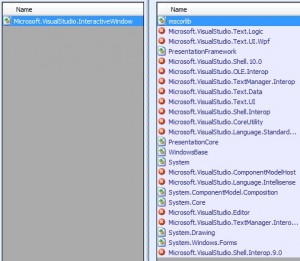 Name
Microsoft.VisualStudio.InteractiveWindow
Name
mscorlib
Microsoft.VisualStudio.Text.Logic
Microsoft.VisualStudio.Text.UI.Wpf
PresentationFramework
Microsoft.VisualStudio.Shell.10.0
Microsoft.VisualStudio.OLE.Interop
Microsoft.VisualStudio.TextManager.Interop
Microsoft.VisualStudio.Text.Data
Microsoft.VisualStudio.Text.UI
Microsoft.VisualStudio.Shell.Interop
Microsoft.VisualStudio.CoreUtility
Microsoft.VisualStudio.Language.Standard...
PresentationCore
WindowsBase
System
Microsoft.VisualStudio.ComponentModelHost
Microsoft.VisualStudio.Language.Intellisense
System.ComponentModel.Composition
System.Core
Microsoft.VisualStudio.Editor
Microsoft.VisualStudio.TextManager.Intero...
System.Drawing
System.Windows.Forms
Microsoft.VisualStudio.Shell.Interop.9.0